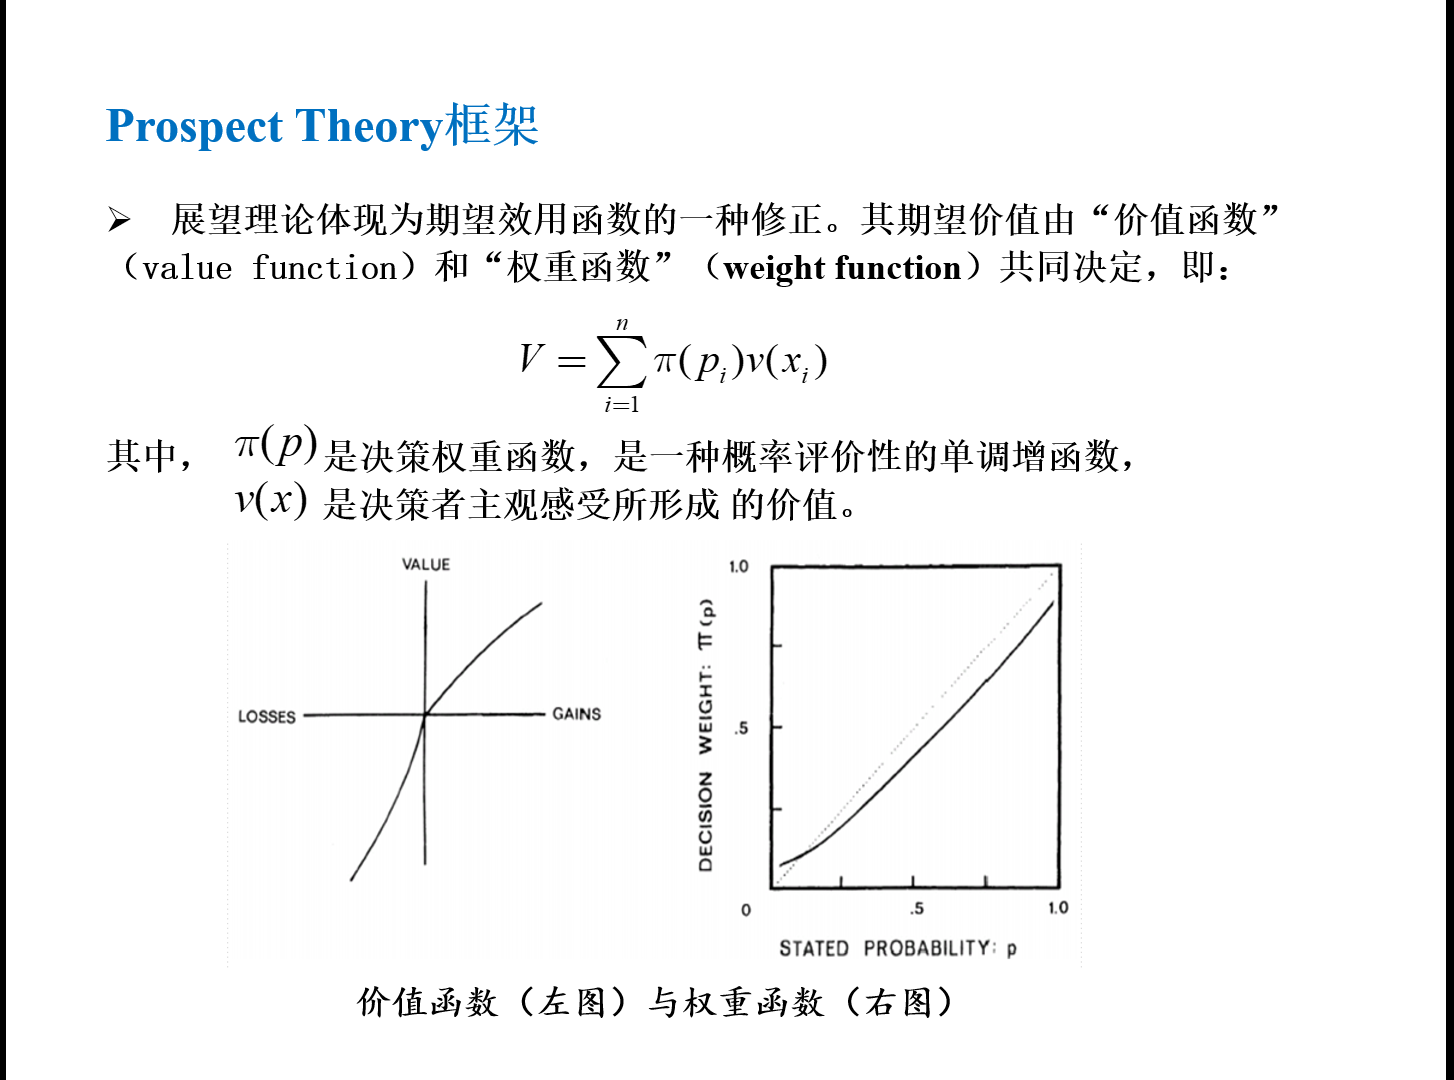 Prospect Theory框架
➢ 展望理论体现为期望效用函数的一种修正。其期望价值由“价值函数”
（value function）和“权重函数”（weight function）共同决定，即：
V = ∑_{i=1}^{n} π(p_i)v(x_i)
其中， π(p) 是决策权重函数，是一种概率评价性的单调增函数，
v(x) 是决策者主观感受所形成 的价值。
VALUE
LOSSES
GAINS
1.0
.5
0
.5
1.0
DECISION WEIGHT: π(p)
STATED PROBABILITY: p
价值函数（左图）与权重函数（右图）